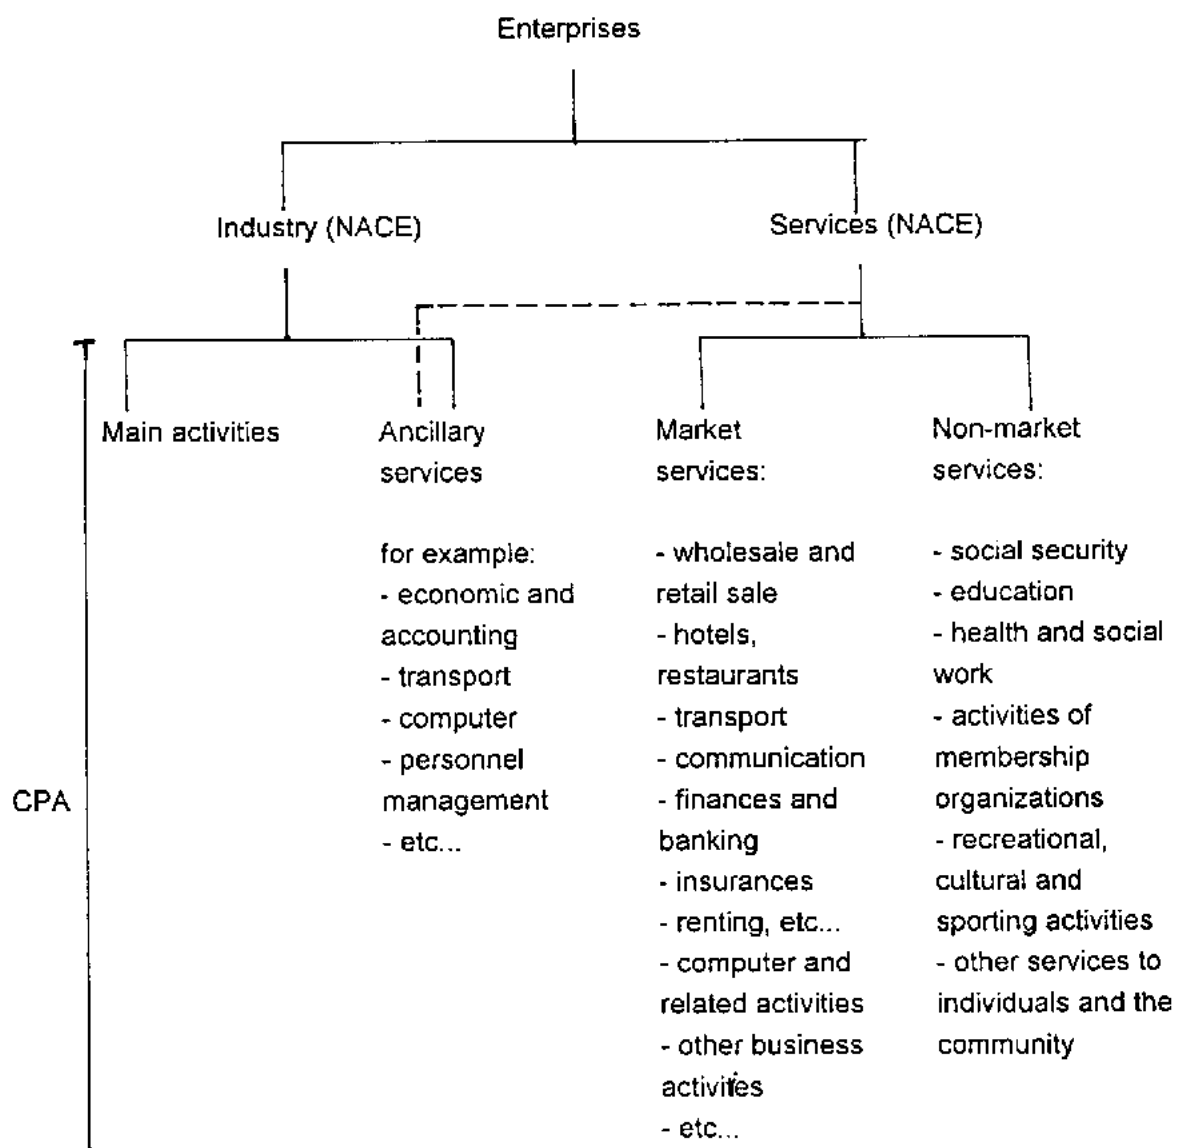 Enterprises
Industry (NACE)
Services (NACE)
Main activities
Ancillary
services
for example:
- economic and
accounting
- transport
- computer
- personnel
management
- etc...
Market
services:
- wholesale and
retail sale
- hotels,
restaurants
- transport
- communication
- finances and
banking
- insurances
- renting, etc...
- computer and
related activities
- other business
activities
- etc...
Non-market
services:
- social security
- education
- health and social
work
- activities of
membership
organizations
- recreational,
cultural and
sporting activities
- other services to
individuals and the
community
CPA